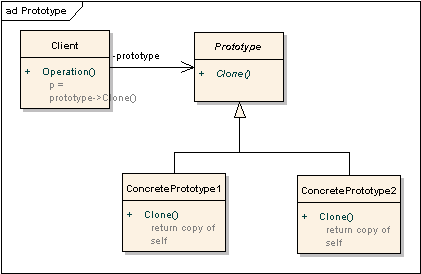 ad Prototype
Client
+ Operation()
p =
prototype->Clone()
-prototype
Prototype
+ Clone()
ConcretePrototype1
+ Clone()
return copy of
self
ConcretePrototype2
+ Clone()
return copy of
self